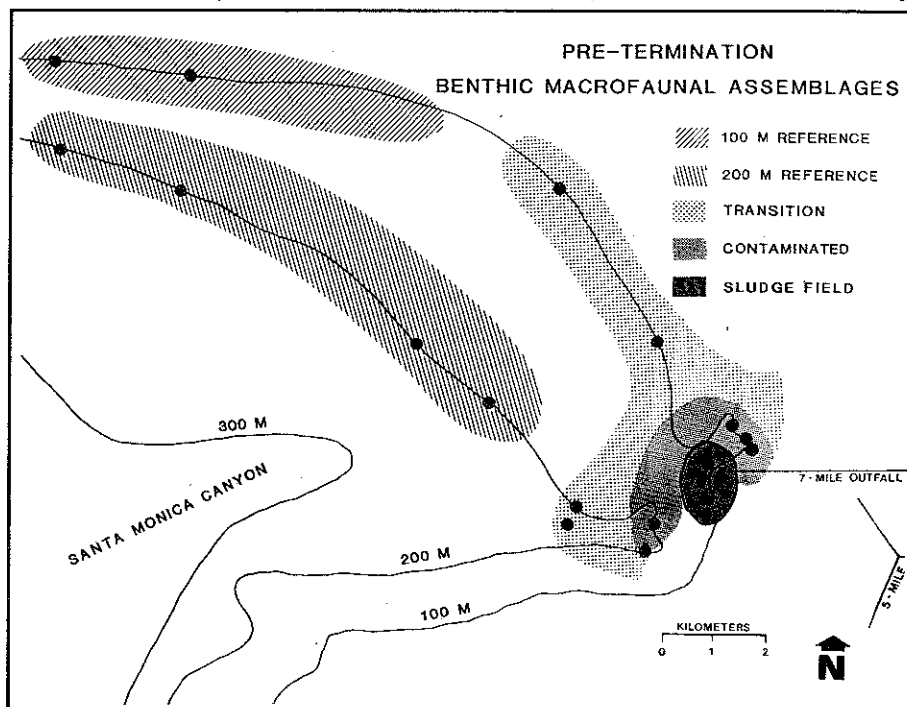 PRE-TERMINATION
BENTHIC MACROFAUNAL ASSEMBLAGES
100 M REFERENCE
200 M REFERENCE
TRANSITION
CONTAMINATED
SLUDGE FIELD
300 M
SANTA MONICA CANYON
7-MILE OUTFALL
200 M
5-MILE
100 M
KILOMETERS
0 1 2
N